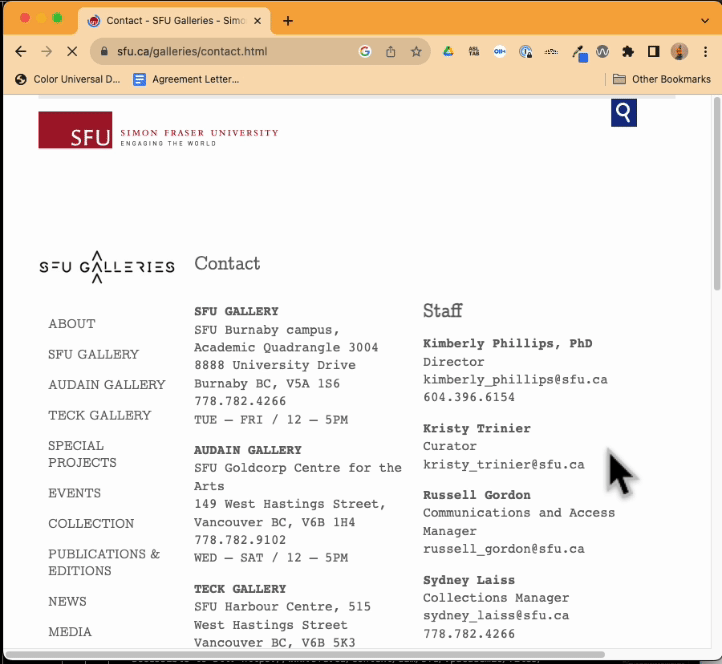 Contact - SFU Galleries - Simo
sfu.ca/galleries/contact.html
Color Universal D...
Agreement Letter...
Other Bookmarks
SFU
SIMON FRASER UNIVERSITY
ENGAGING THE WORLD
SFU GALLERIES
ABOUT
SFU GALLERY
AUDAIN GALLERY
TECK GALLERY
SPECIAL
PROJECTS
EVENTS
COLLECTION
PUBLICATIONS &
EDITIONS
NEWS
MEDIA
Contact
SFU GALLERY
SFU Burnaby campus,
Academic Quadrangle 3004
8888 University Drive
Burnaby BC, V5A 1S6
778.782.4266
TUE – FRI / 12 – 5PM
AUDAIN GALLERY
SFU Goldcorp Centre for the
Arts
149 West Hastings Street,
Vancouver BC, V6B 1H4
778.782.9102
WED – SAT / 12 – 5PM
TECK GALLERY
SFU Harbour Centre, 515
West Hastings Street
Vancouver BC, V6B 5K3
Staff
Kimberly Phillips, PhD
Director
kimberly_phillips@sfu.ca
604.396.6154
Kristy Trinier
Curator
kristy_trinier@sfu.ca
Russell Gordon
Communications and Access
Manager
russell_gordon@sfu.ca
Sydney Laiss
Collections Manager
sydney_laiss@sfu.ca
778.782.4266